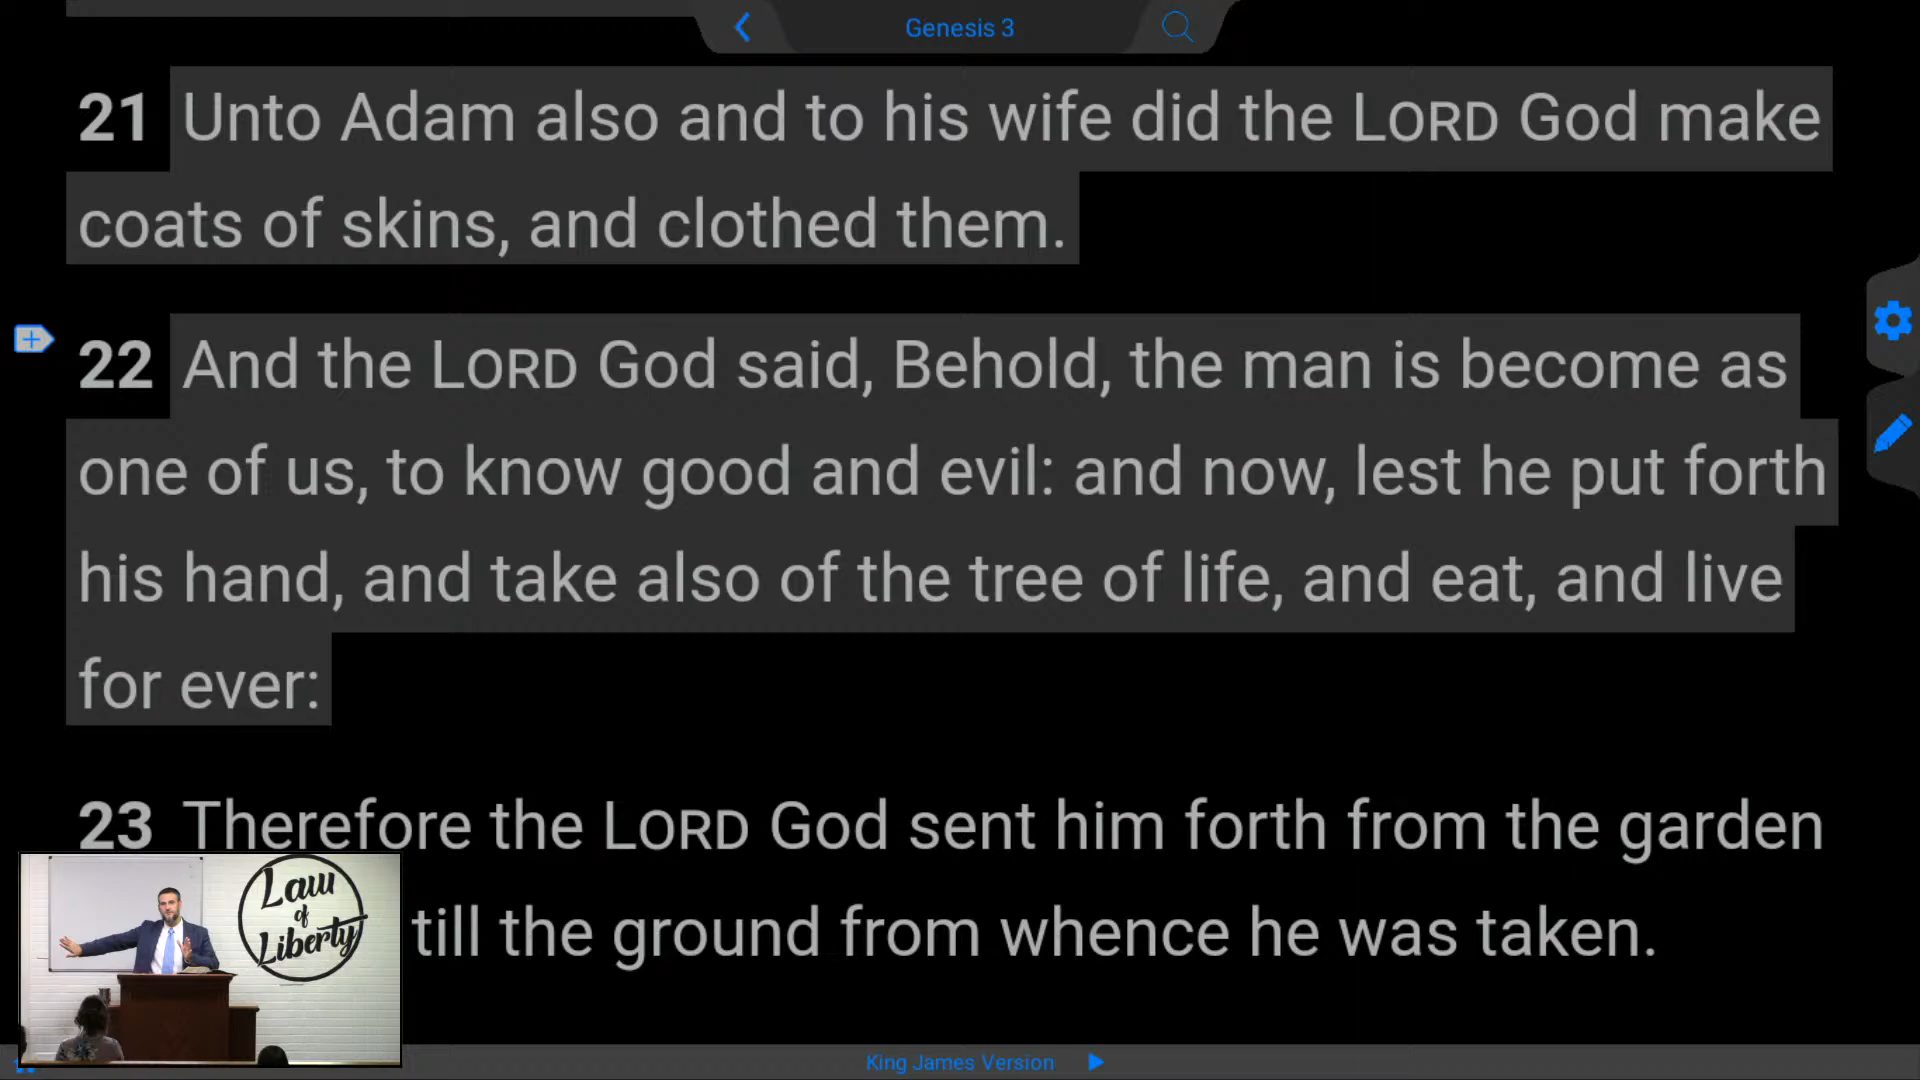 Genesis 3
21 Unto Adam also and to his wife did the LORD God make
coats of skins, and clothed them.
22 And the LORD God said, Behold, the man is become as
one of us, to know good and evil: and now, lest he put forth
his hand, and take also of the tree of life, and eat, and live
for ever:
23 Therefore the LORD God sent him forth from the garden
till the ground from whence he was taken.
Law
of
Liberty
King James Version